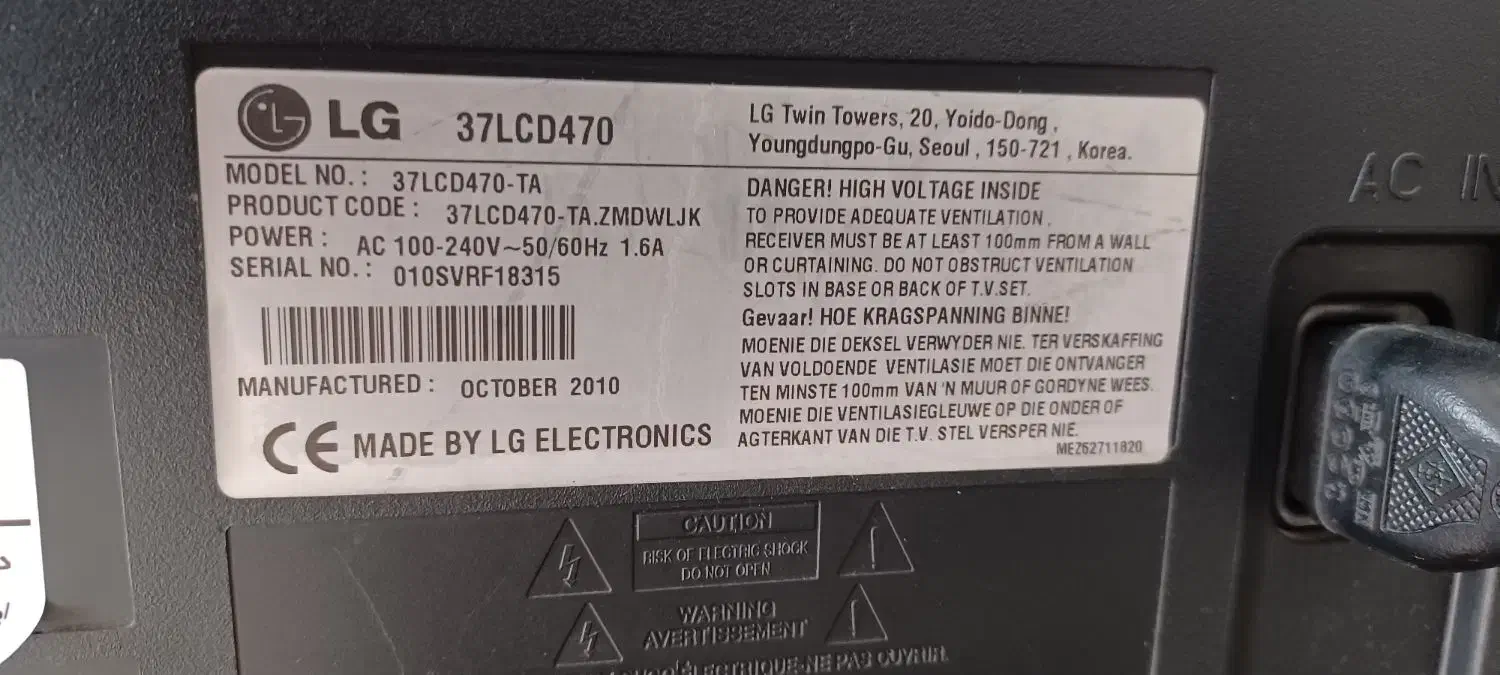 LG 37LCD470
LG Twin Towers, 20, Yoido-Dong ,
Youngdungpo-Gu, Seoul , 150-721 , Korea.
MODEL NO. : 37LCD470-TA
PRODUCT CODE : 37LCD470-TA.ZMDWLJK
POWER : AC 100-240V~50/60Hz 1.6A
SERIAL NO. : 010SVRF18315
MANUFACTURED : OCTOBER 2010
CE MADE BY LG ELECTRONICS
DANGER! HIGH VOLTAGE INSIDE
TO PROVIDE ADEQUATE VENTILATION .
RECEIVER MUST BE AT LEAST 100mm FROM A WALL
OR CURTAINING. DO NOT OBSTRUCT VENTILATION
SLOTS IN BASE OR BACK OF T.V.SET.
Gevaar! HOE KRAGSPANNING BINNE!
MOENIE DIE DEKSEL VERWYDER NIE. TER VERSKAFFING
VAN VOLDOENDE VENTILASIE MOET DIE ONTVANGER
TEN MINSTE 100mm VAN 'N MUUR OF GORDYNE WEES.
MOENIE DIE VENTILASIEGLEUWE OP DIE ONDER OF
AGTERKANT VAN DIE T.V. STEL VERSPER NIE.
MEZ62711820
AC IN
CAUTION
RISK OF ELECTRIC SHOCK
DO NOT OPEN
WARNING
AVERTISSEMENT
ÉLECTRIQUE-NE PAS OUVRIR.